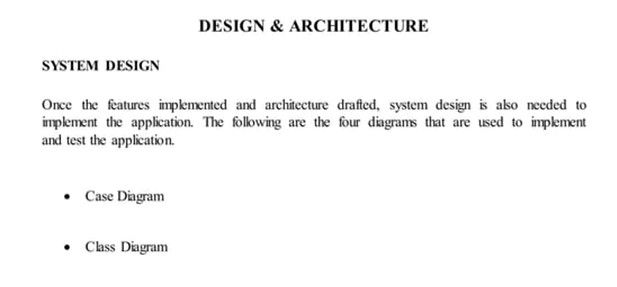 DESIGN & ARCHITECTURE
SYSTEM DESIGN
Once the features implemented and architecture drafted, system design is also needed to
implement the application. The following are the four diagrams that are used to implement
and test the application.
• Case Diagram
• Class Diagram